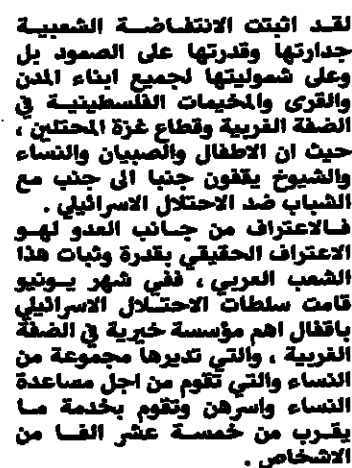 لقد اثبتت الانتفاضة الشعبية
جدارتها وقدرتها على الصمود بل
وعلى شموليتها لجميع ابناء المدن
والقرى والمخيمات الفلسطينية في
الضفة الغربية وقطاع غزة المحتلين ،
حيث ان الاطفال والصبيان والنساء
والشيوخ يقفون جنبا الى جنب مع
الشباب ضد الاحتلال الاسرائيلي .
فالاعتراف من جانب العدو لهو
الاعتراف الحقيقي بقدرة وثبات هذا
الشعب العربي ، ففي شهر يونيو
قامت سلطات الاحتلال الاسرائيلي
باقفال اهم مؤسسة خيرية في الضفة
الغربية ، والتي تديرها مجموعة من
النساء والتي تقوم من اجل مساعدة
النساء واسرهن وتقوم بخدمة ما
يقرب من خمسة عشر الفا من
الاشخاص .